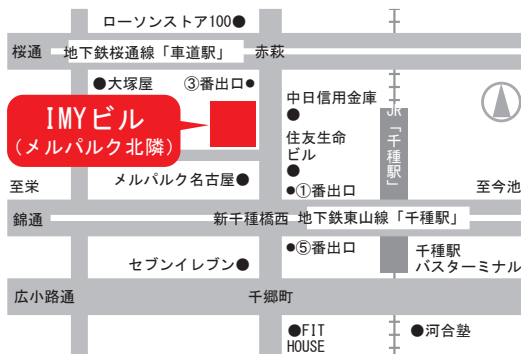 ローソンストア100●
桜通
地下鉄桜通線「車道駅」
赤萩
●大塚屋
③番出口●
中日信用金庫
●
IMYビル
(メルパルク北隣)
住友生命
ビル
●
JR「千種駅」
メルパルク名古屋●
●①番出口
至栄
至今池
錦通
新千種橋西
地下鉄東山線「千種駅」
●⑤番出口
セブンイレブン●
千種駅
バスターミナル
広小路通
千郷町
●FIT
HOUSE
●河合塾